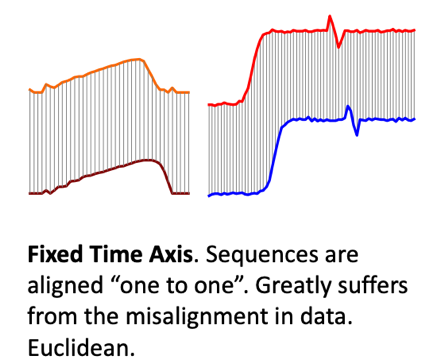 Fixed Time Axis. Sequences are
aligned “one to one”. Greatly suffers
from the misalignment in data.
Euclidean.